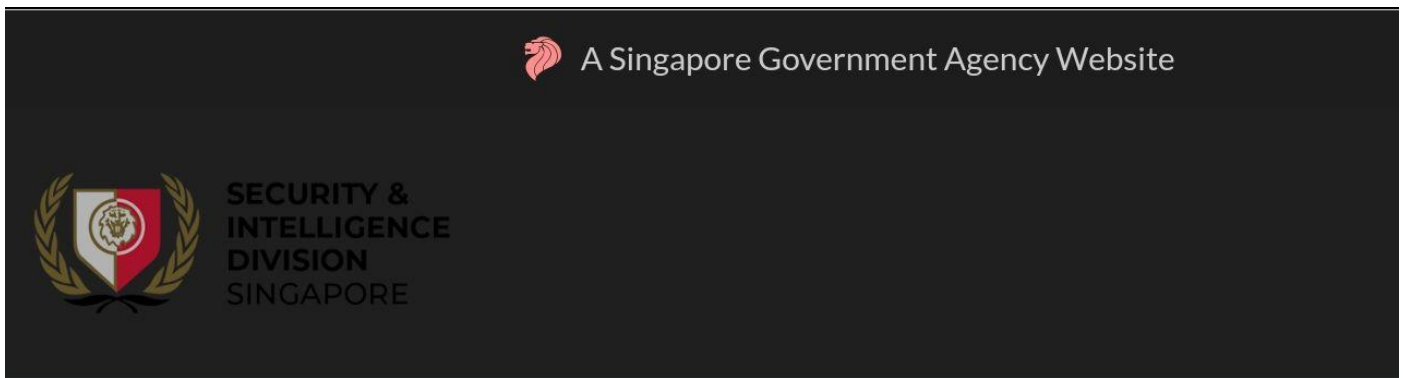 A Singapore Government Agency Website
SECURITY &
INTELLIGENCE
DIVISION
SINGAPORE